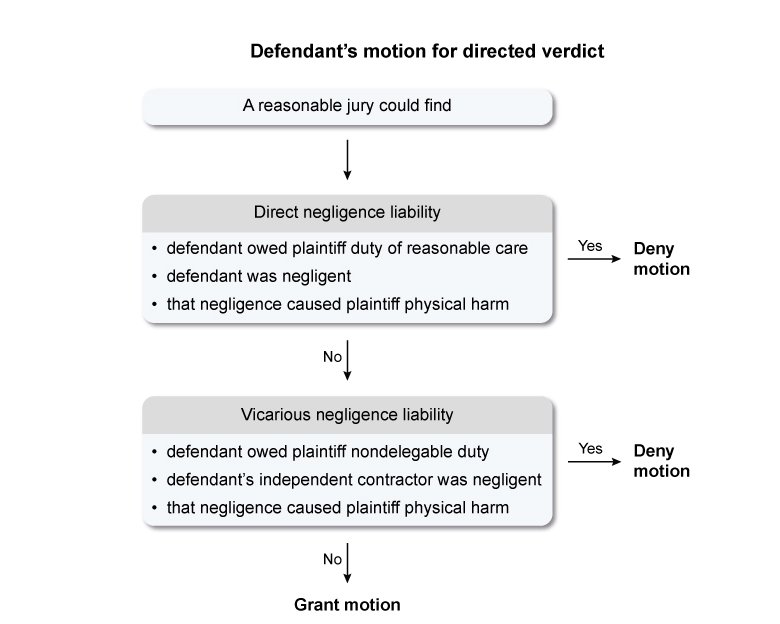 Defendant’s motion for directed verdict
A reasonable jury could find
Direct negligence liability
• defendant owed plaintiff duty of reasonable care
• defendant was negligent
• that negligence caused plaintiff physical harm
Yes
Deny
motion
No
Vicarious negligence liability
• defendant owed plaintiff nondelegable duty
• defendant’s independent contractor was negligent
• that negligence caused plaintiff physical harm
Yes
Deny
motion
No
Grant motion